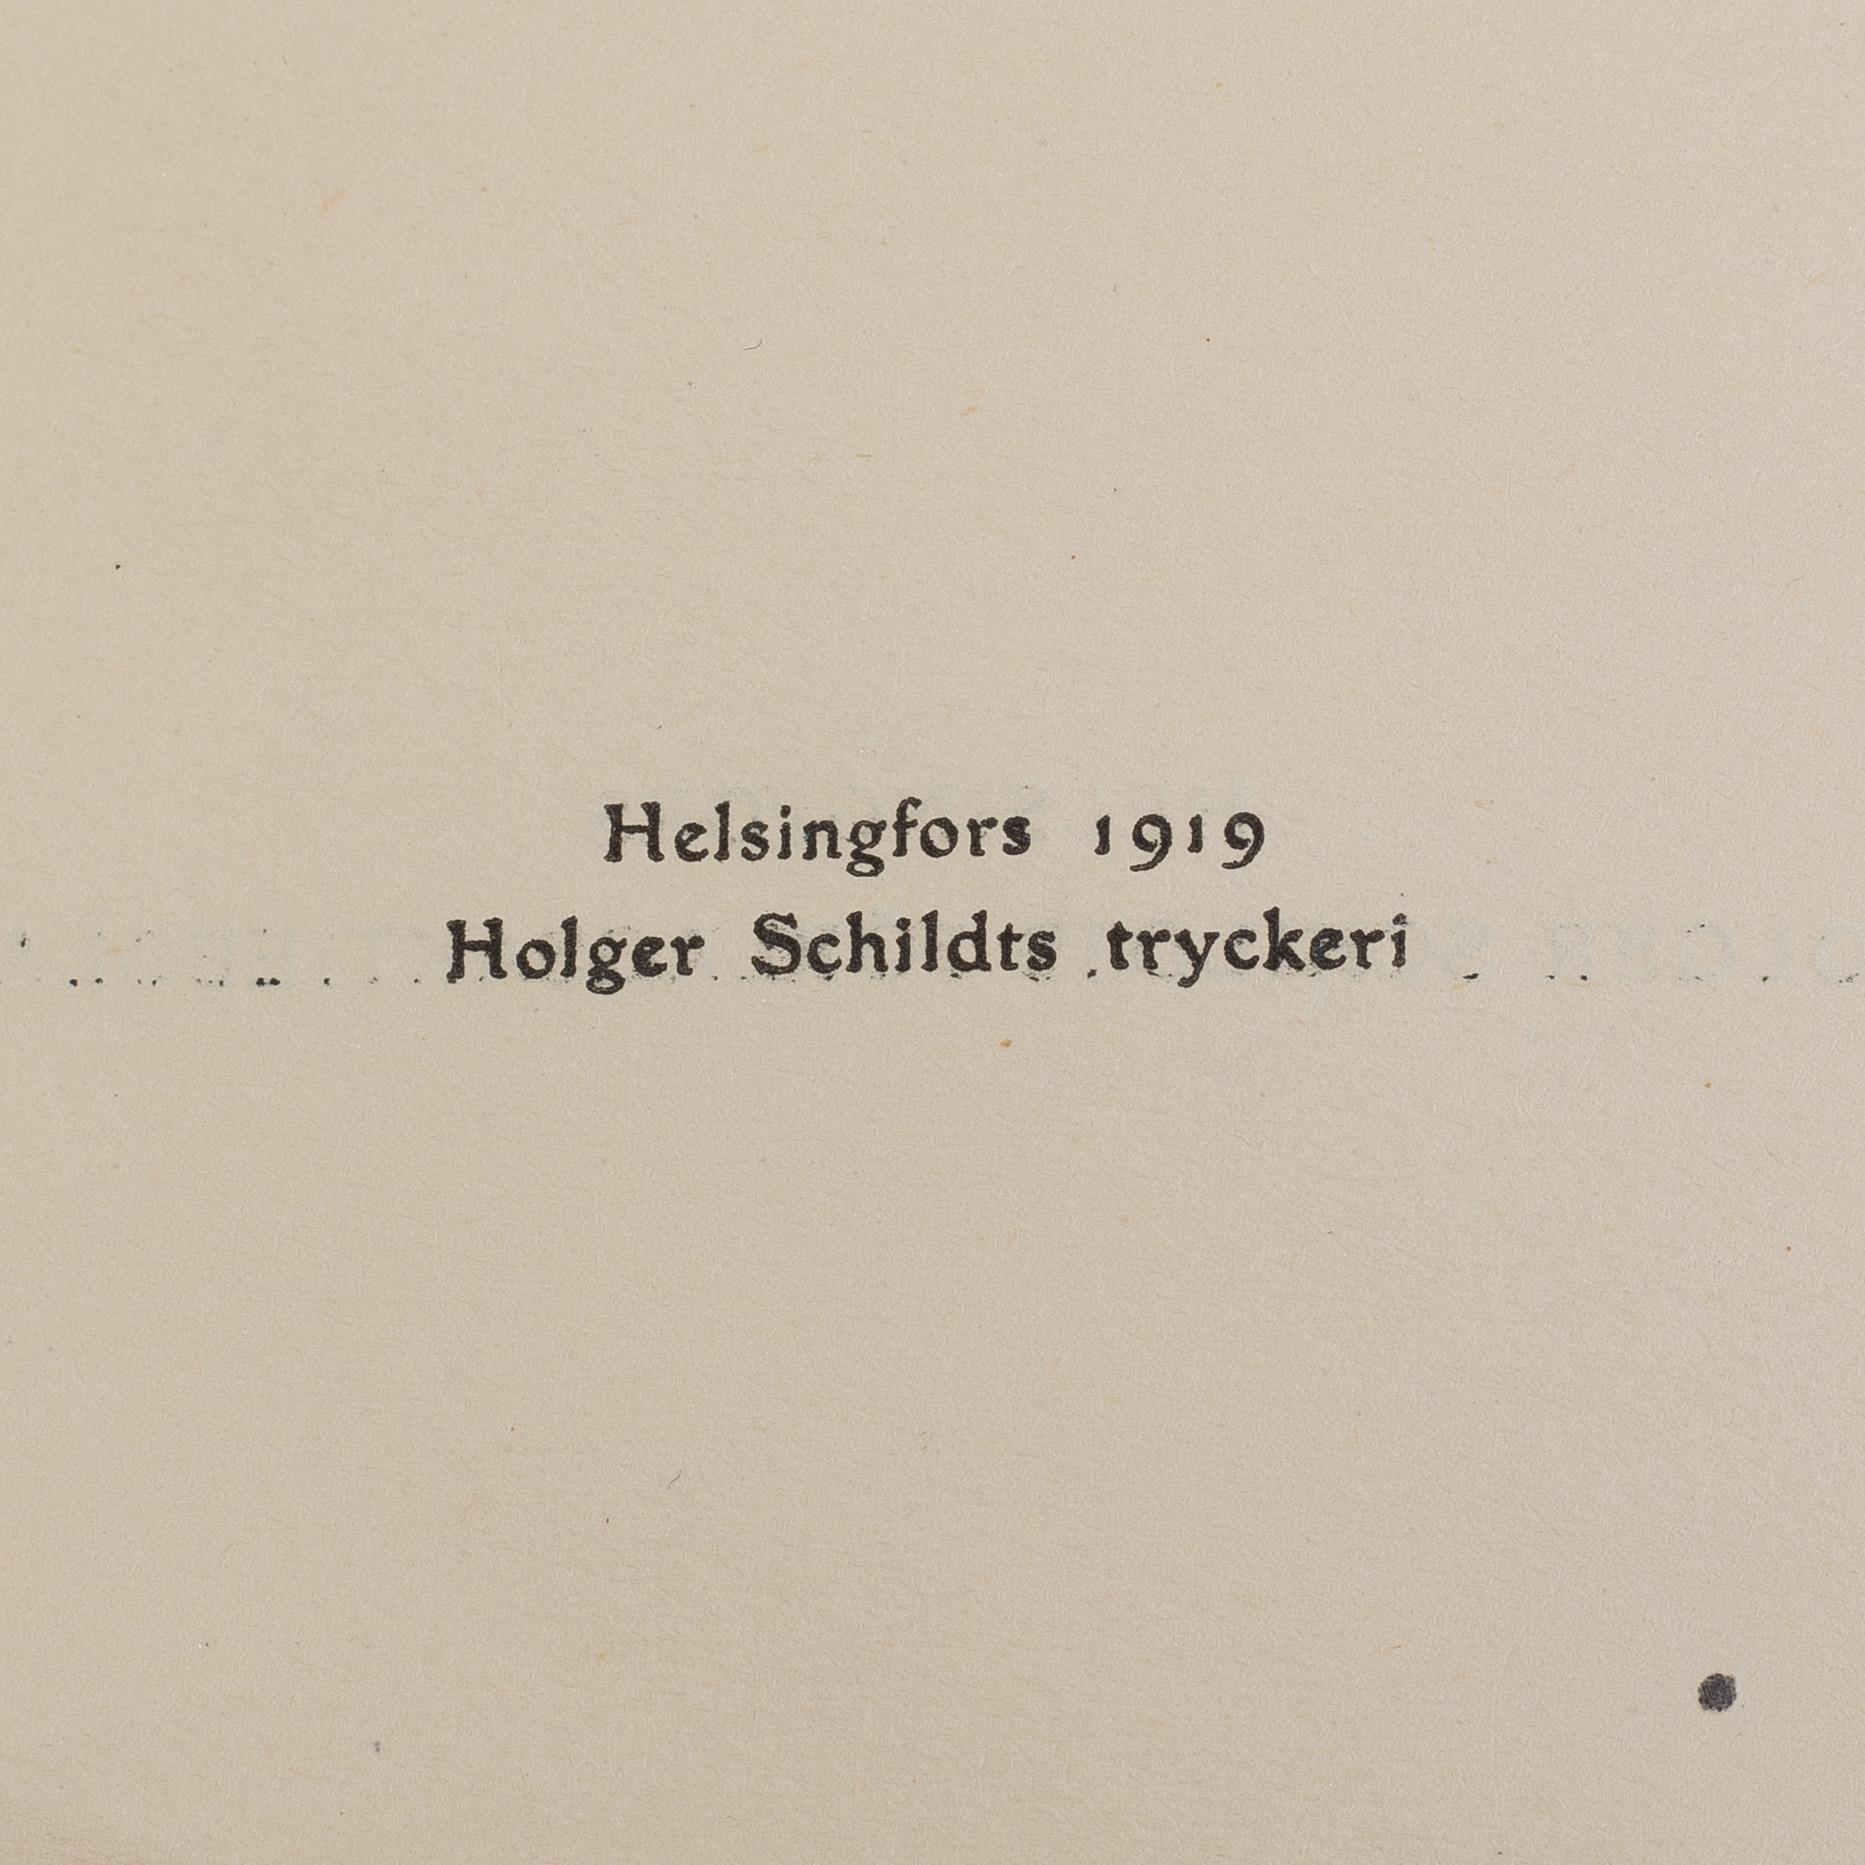 Helsingfors 1919
Holger Schildts tryckeri